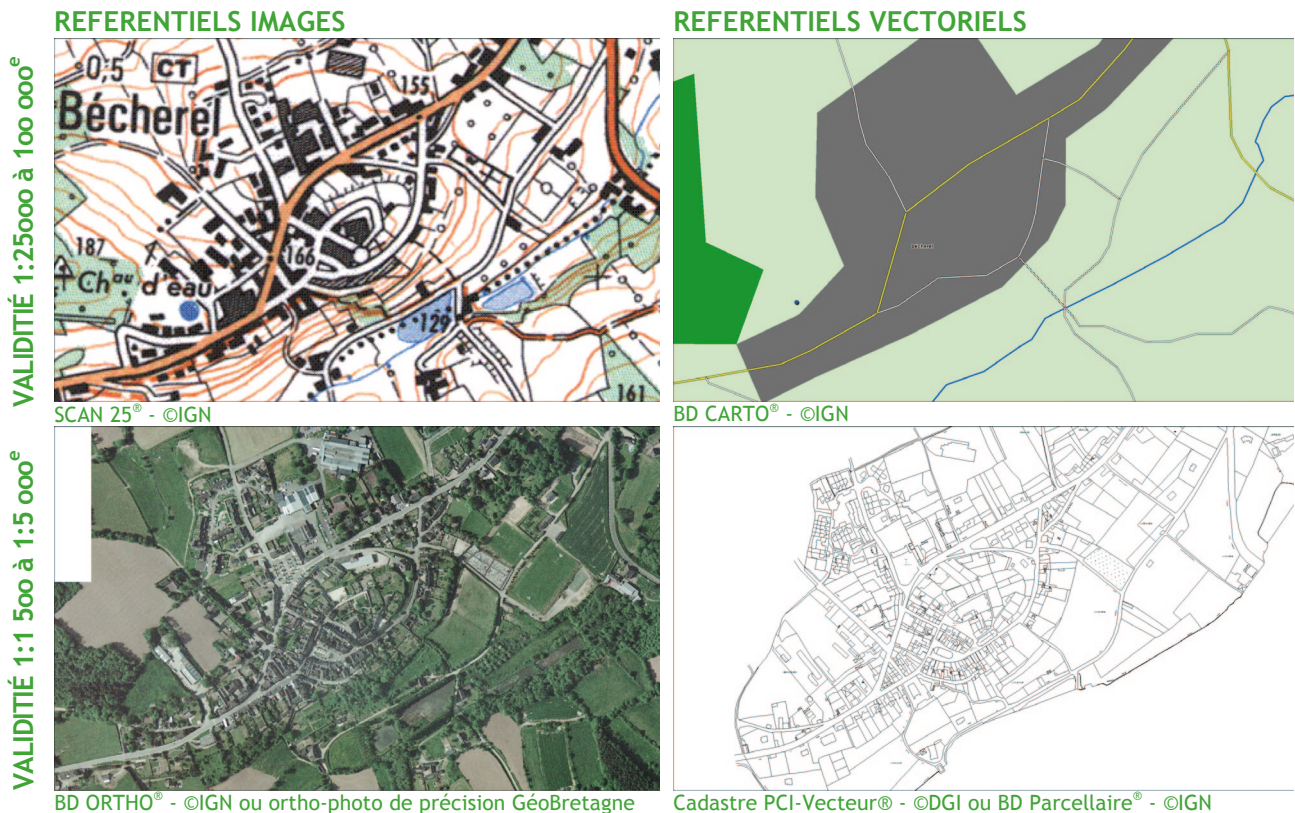 REFERENTIELS IMAGES
REFERENTIELS VECTORIELS
VALIDITIÉ 1:25000 à 100 000e
0,5 CT
155
Bécherel
187
166
Chau d'eau
129
161
bécherel
SCAN 25® - ©IGN
BD CARTO® - ©IGN
VALIDITIÉ 1:1 500 à 1:5 000e
BD ORTHO® - ©IGN ou ortho-photo de précision GéoBretagne
Cadastre PCI-Vecteur® - ©DGI ou BD Parcellaire® - ©IGN